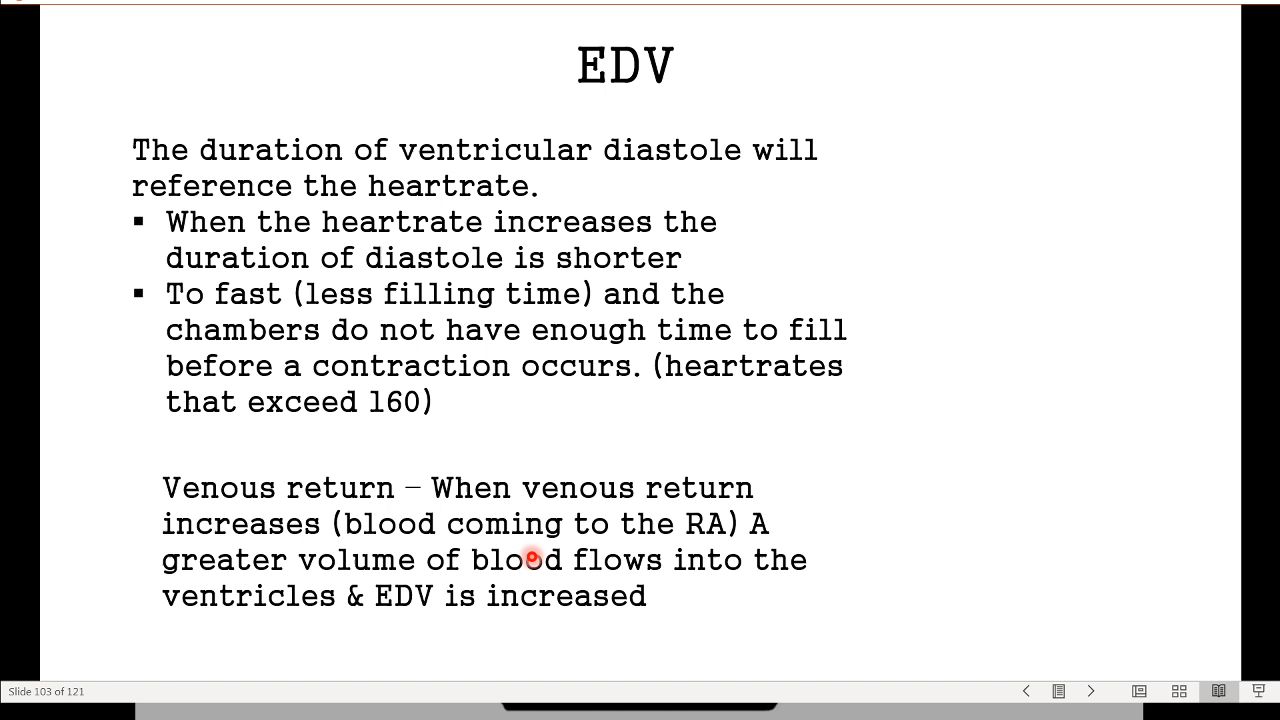 EDV
The duration of ventricular diastole will
reference the heartrate.
▪ When the heartrate increases the
duration of diastole is shorter
▪ To fast (less filling time) and the
chambers do not have enough time to fill
before a contraction occurs. (heartrates
that exceed 160)
Venous return – When venous return
increases (blood coming to the RA) A
greater volume of blood flows into the
ventricles & EDV is increased
Slide 103 of 121